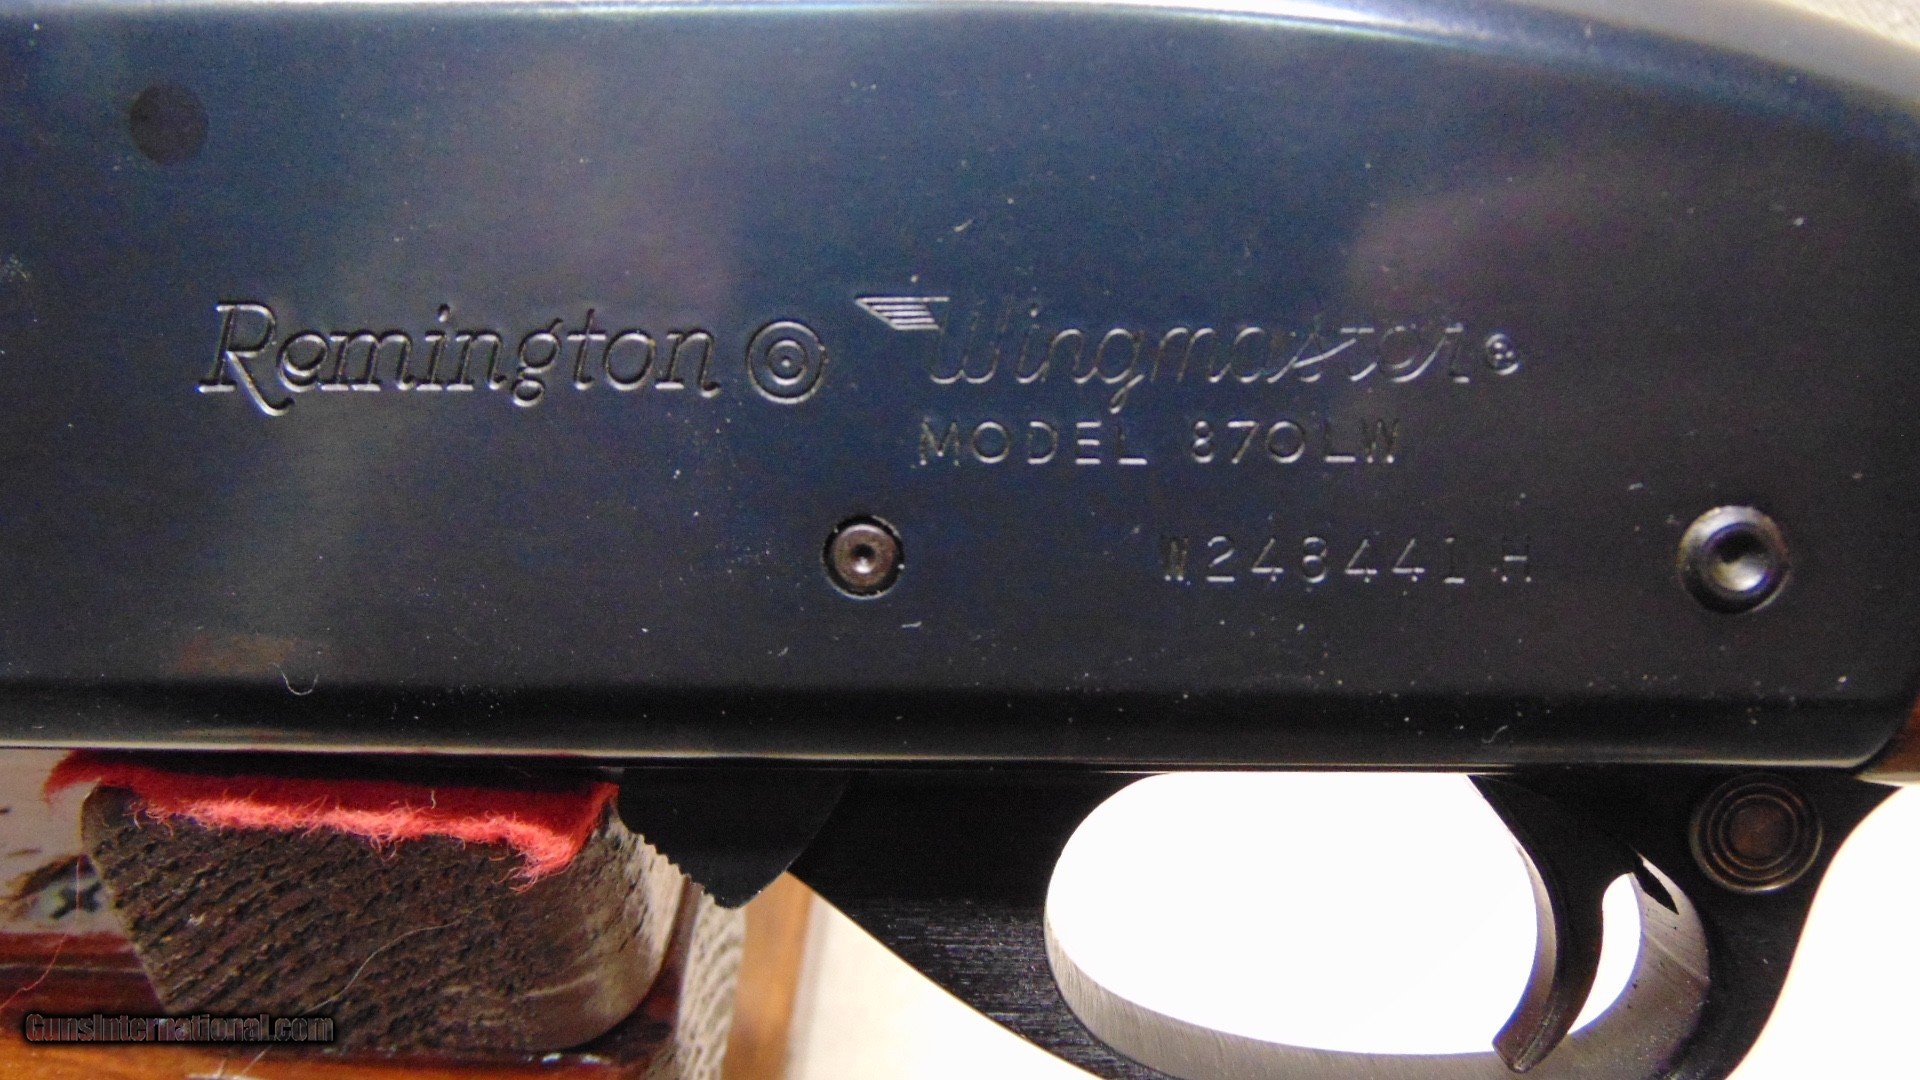 Remington Wingmaster®
MODEL 870LW
W248441H
GunsInternational.com